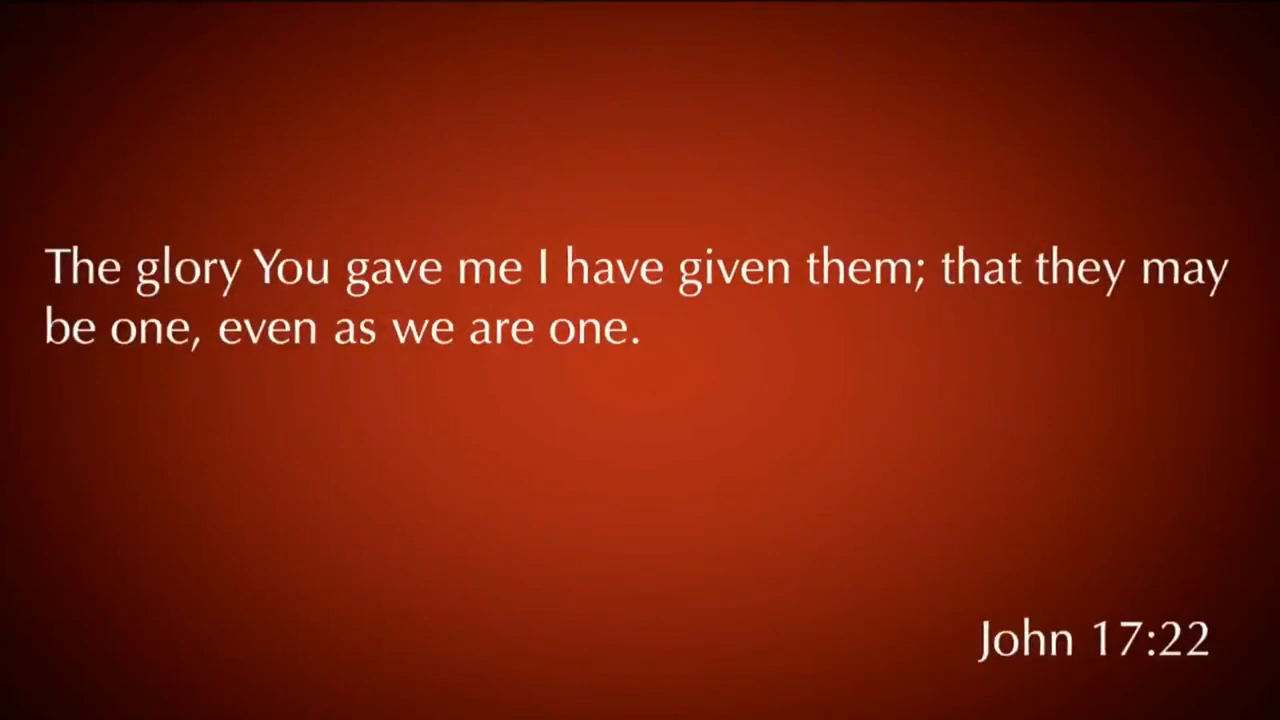 The glory You gave me I have given them; that they may
be one, even as we are one.
John 17:22